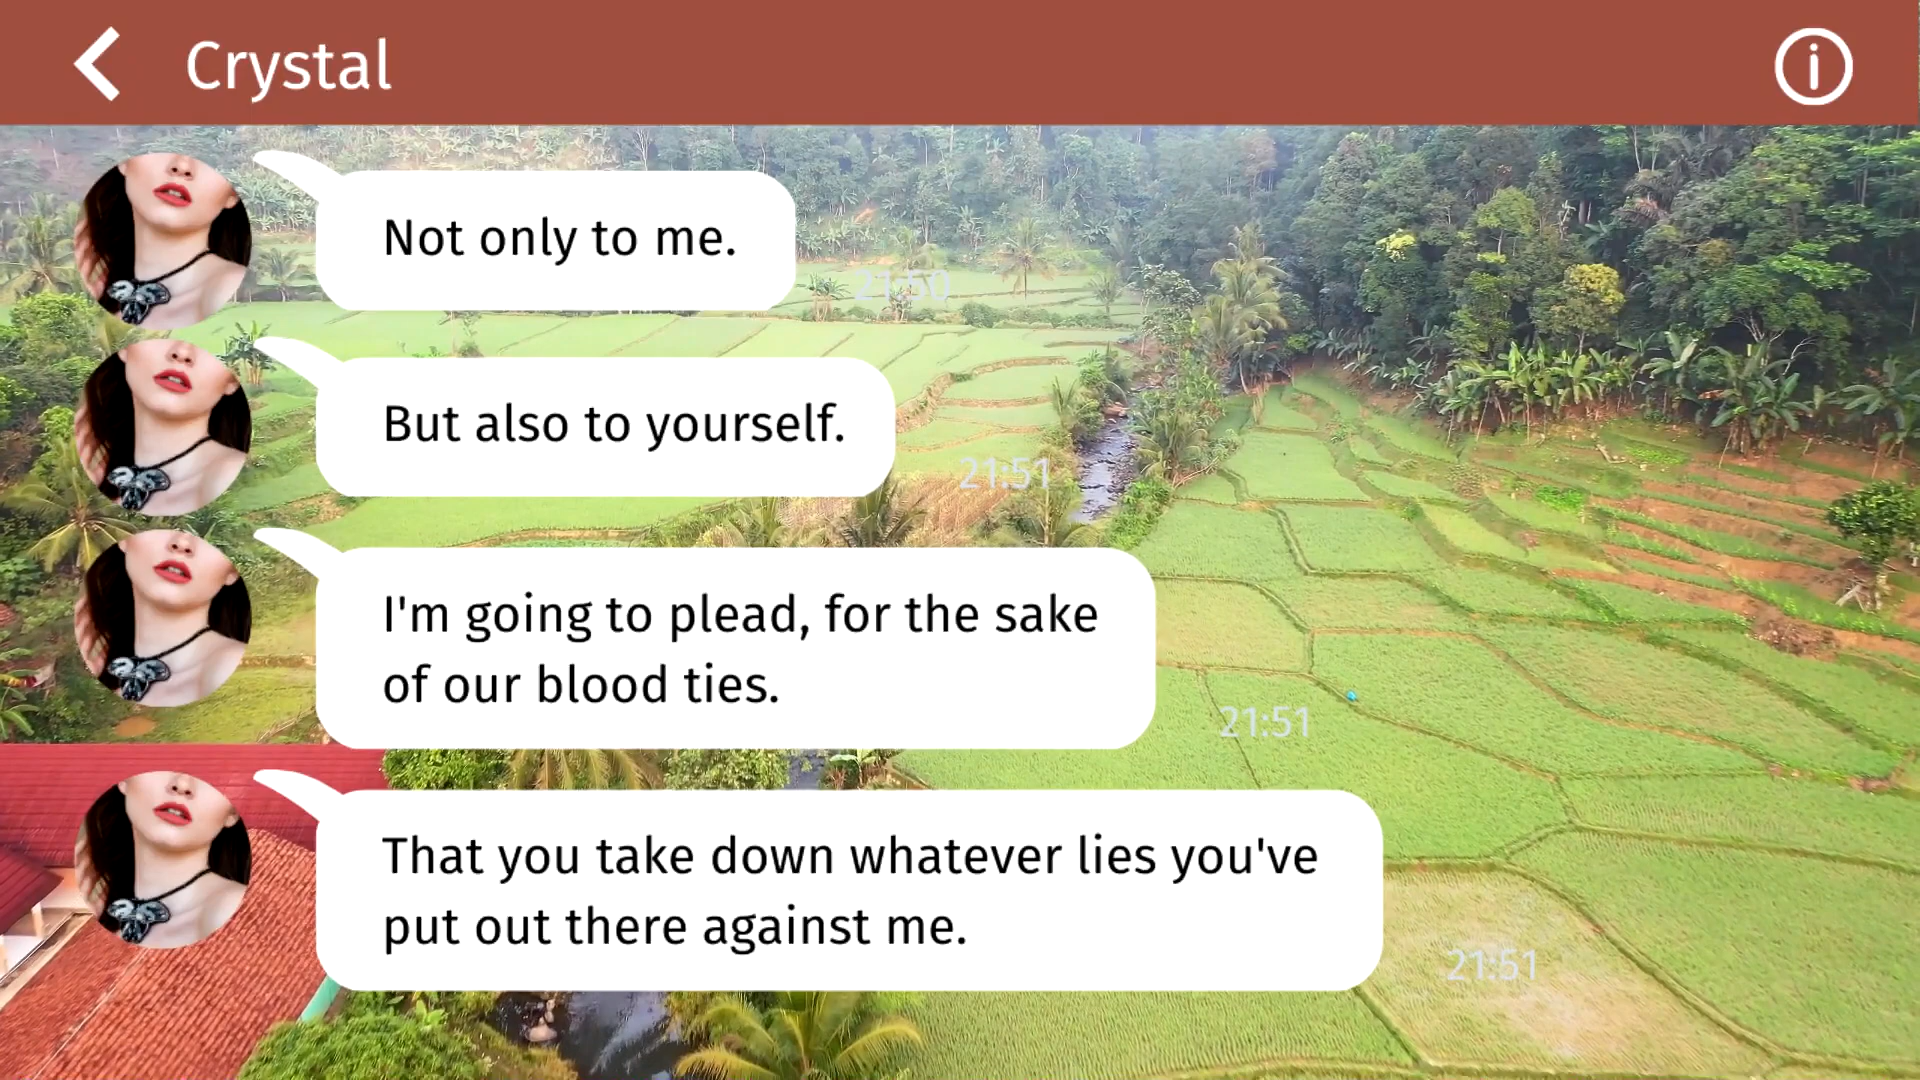 Crystal
Not only to me.
21:50
But also to yourself.
21:51
I'm going to plead, for the sake
of our blood ties.
21:51
That you take down whatever lies you've
put out there against me.
21:51